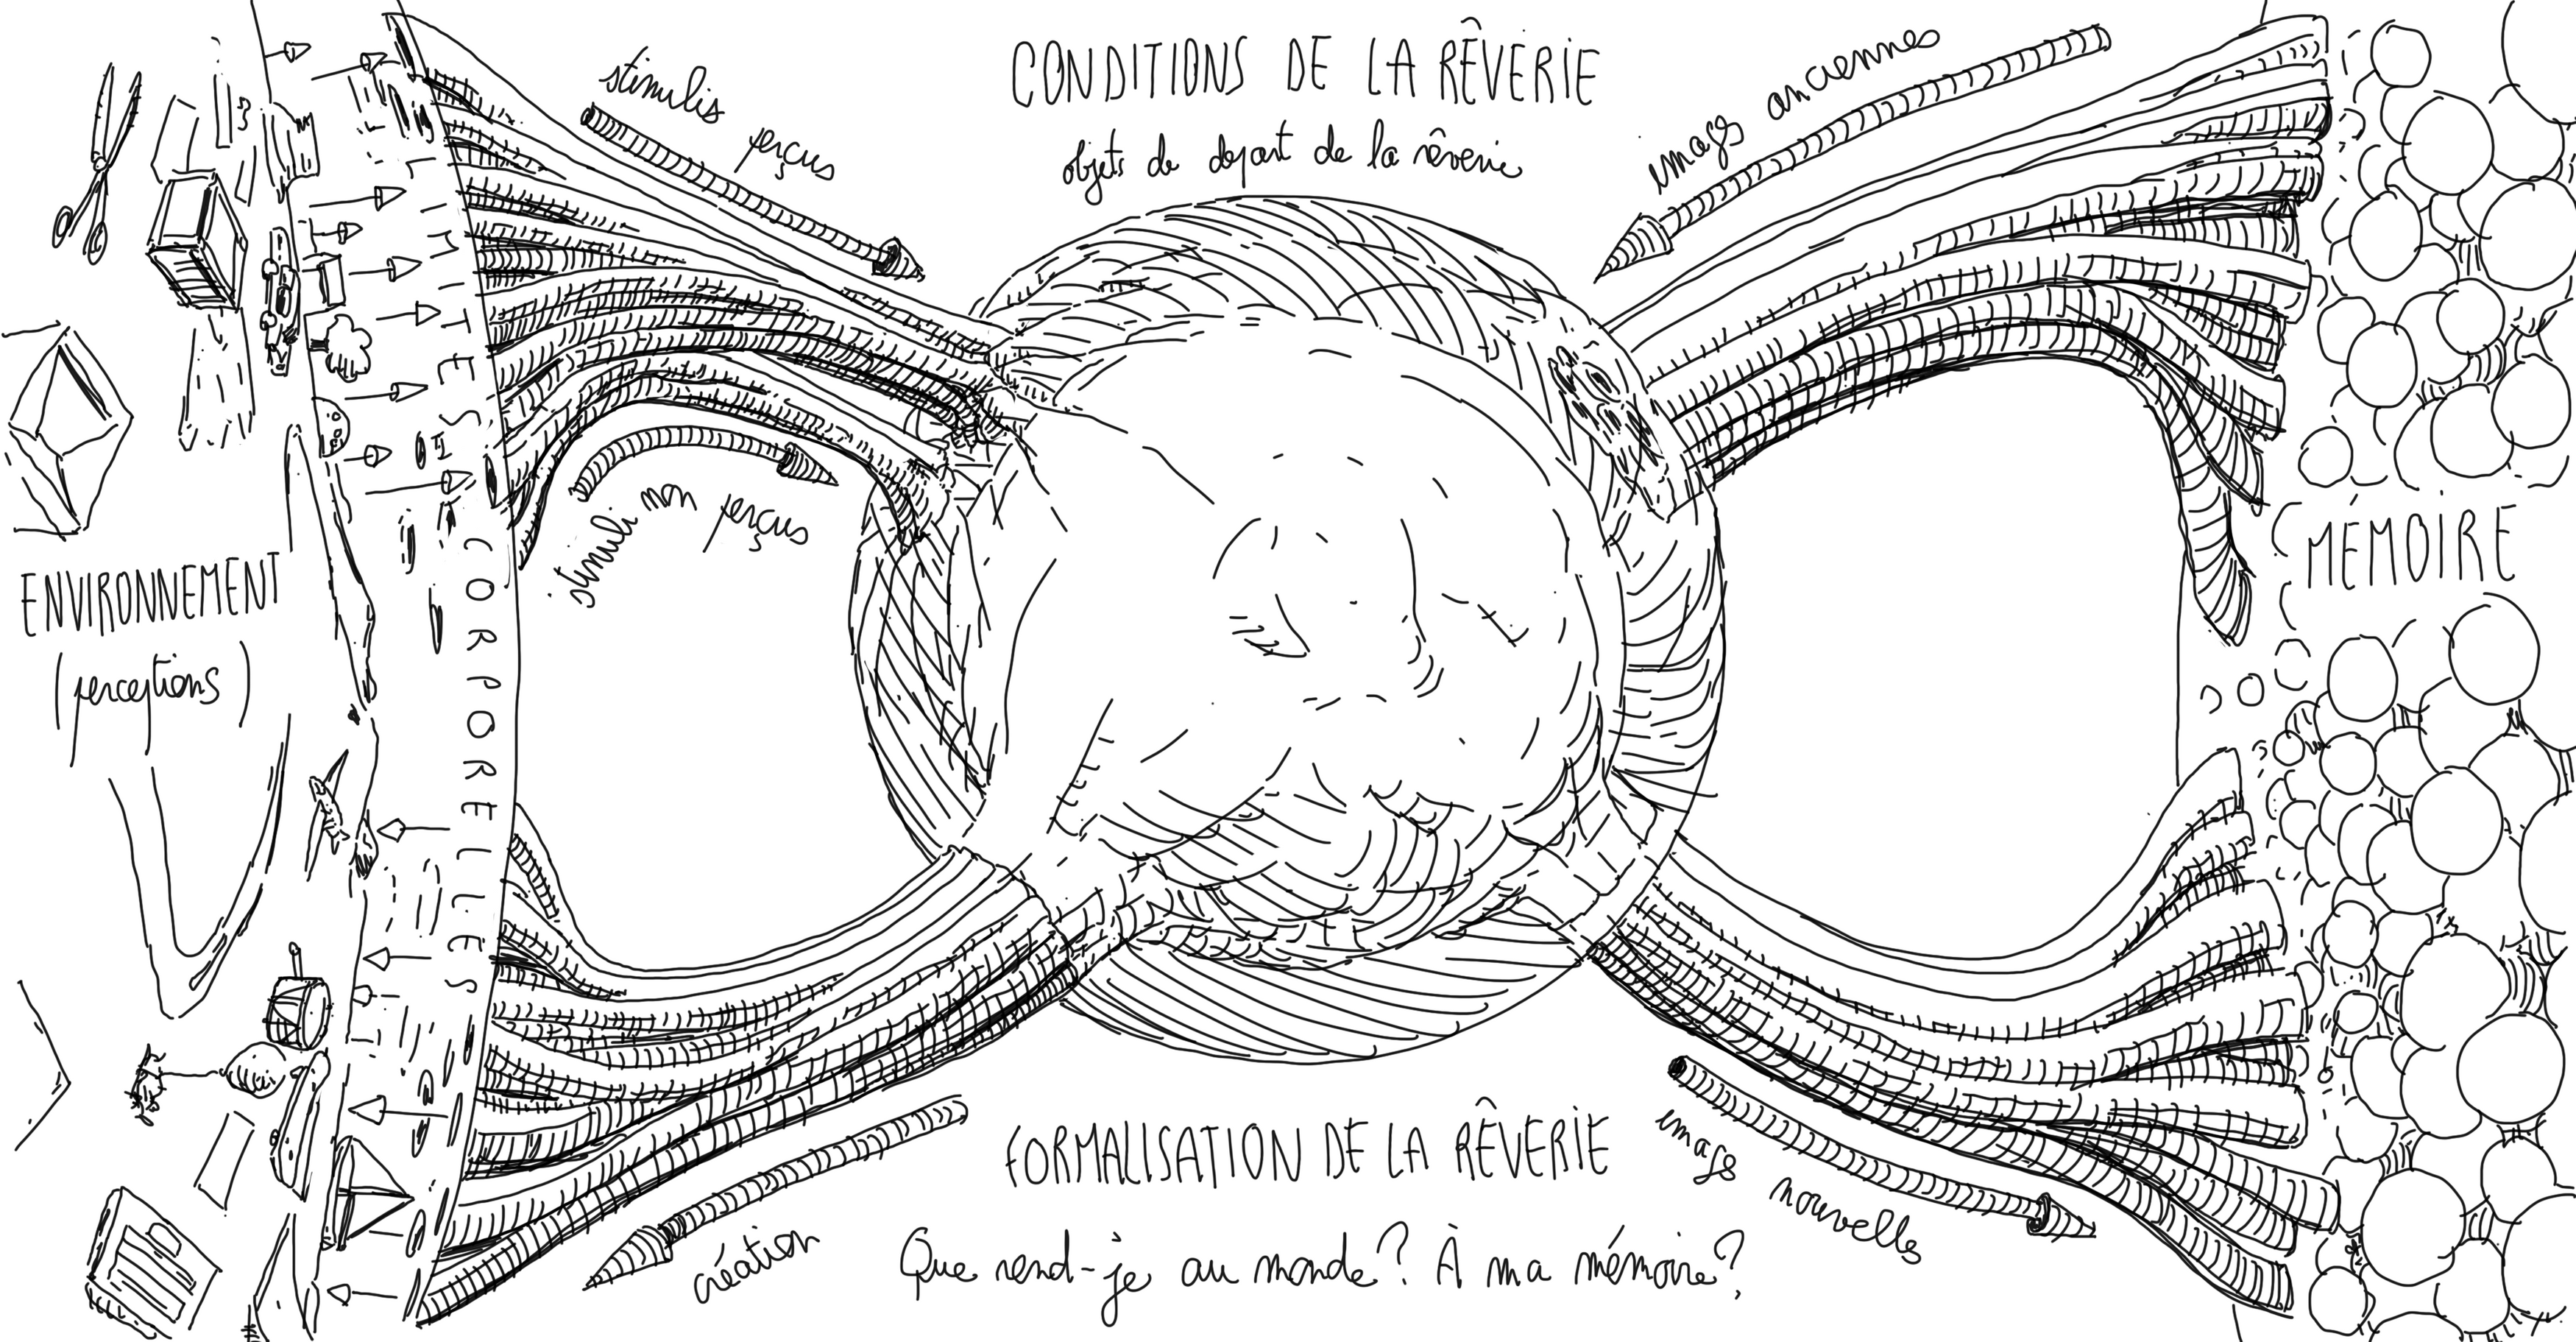 CONDITIONS DE LA RÊVERIE
objets de depart de la rêverie
stimulis perçus
images anciennes
stimuli non perçus
LIMITES CORPORELLES
ENVIRONNEMENT
(perceptions)
MÉMOIRE
FORMALISATION DE LA RÊVERIE
Que rend-je au monde? À ma mémoire?
création
images nouvelles